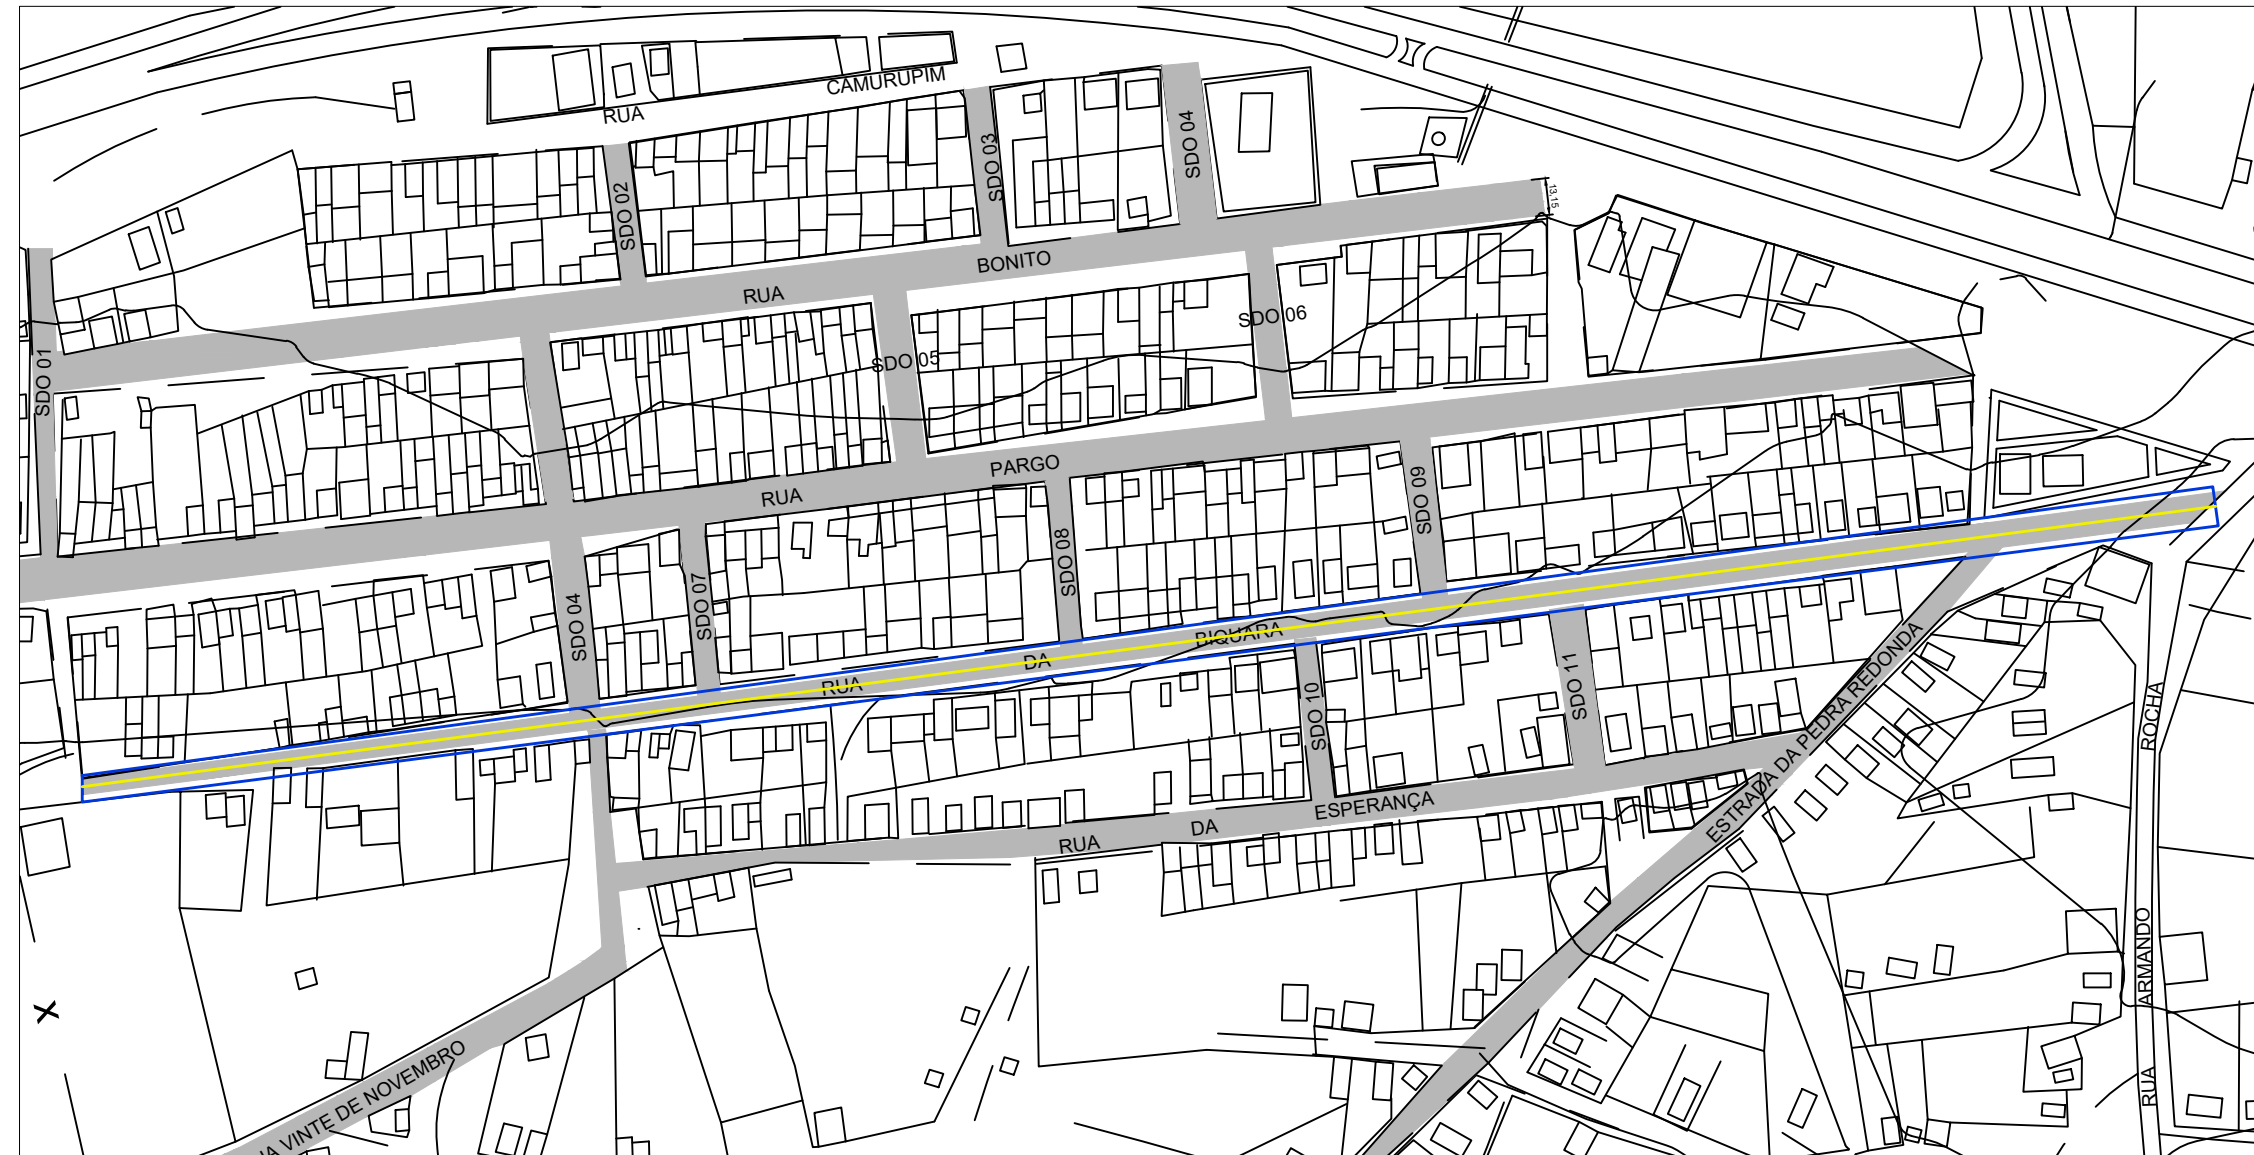 RUA CAMURUPIM
SDO 01
SDO 02
SDO 03
SDO 04
13,15
RUA BONITO
SDO 05
SDO 06
RUA PARGO
SDO 04
SDO 07
SDO 08
SDO 09
RUA DA BIQUARA
SDO 10
SDO 11
RUA DA ESPERANÇA
ESTRADA DA PEDRA REDONDA
RUA ARMANDO ROCHA
X
VINTE DE NOVEMBRO